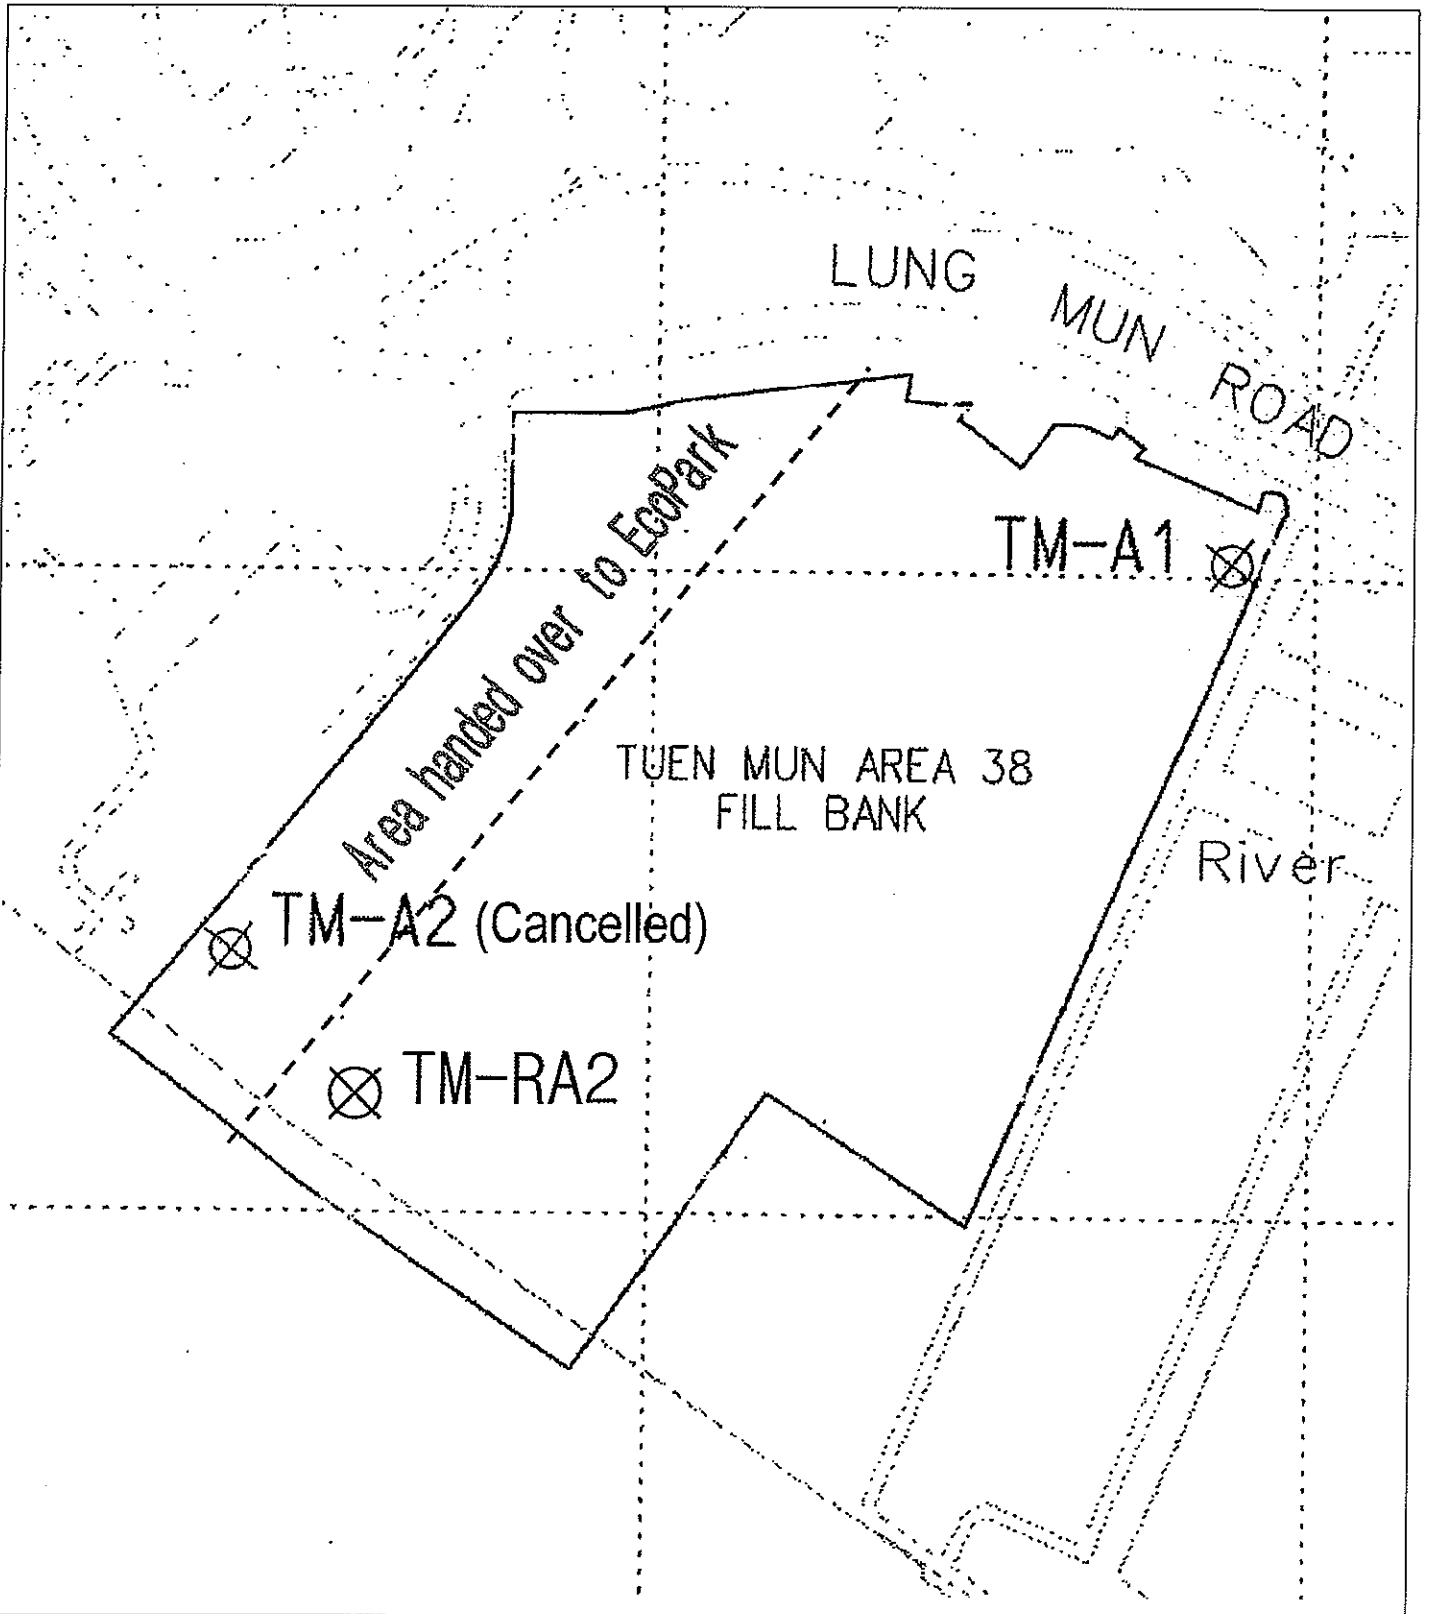 LUNG MUN ROAD
TM-A1
Area handed over to EcoPark
TUEN MUN AREA 38
FILL BANK
River
TM-A2 (Cancelled)
TM-RA2